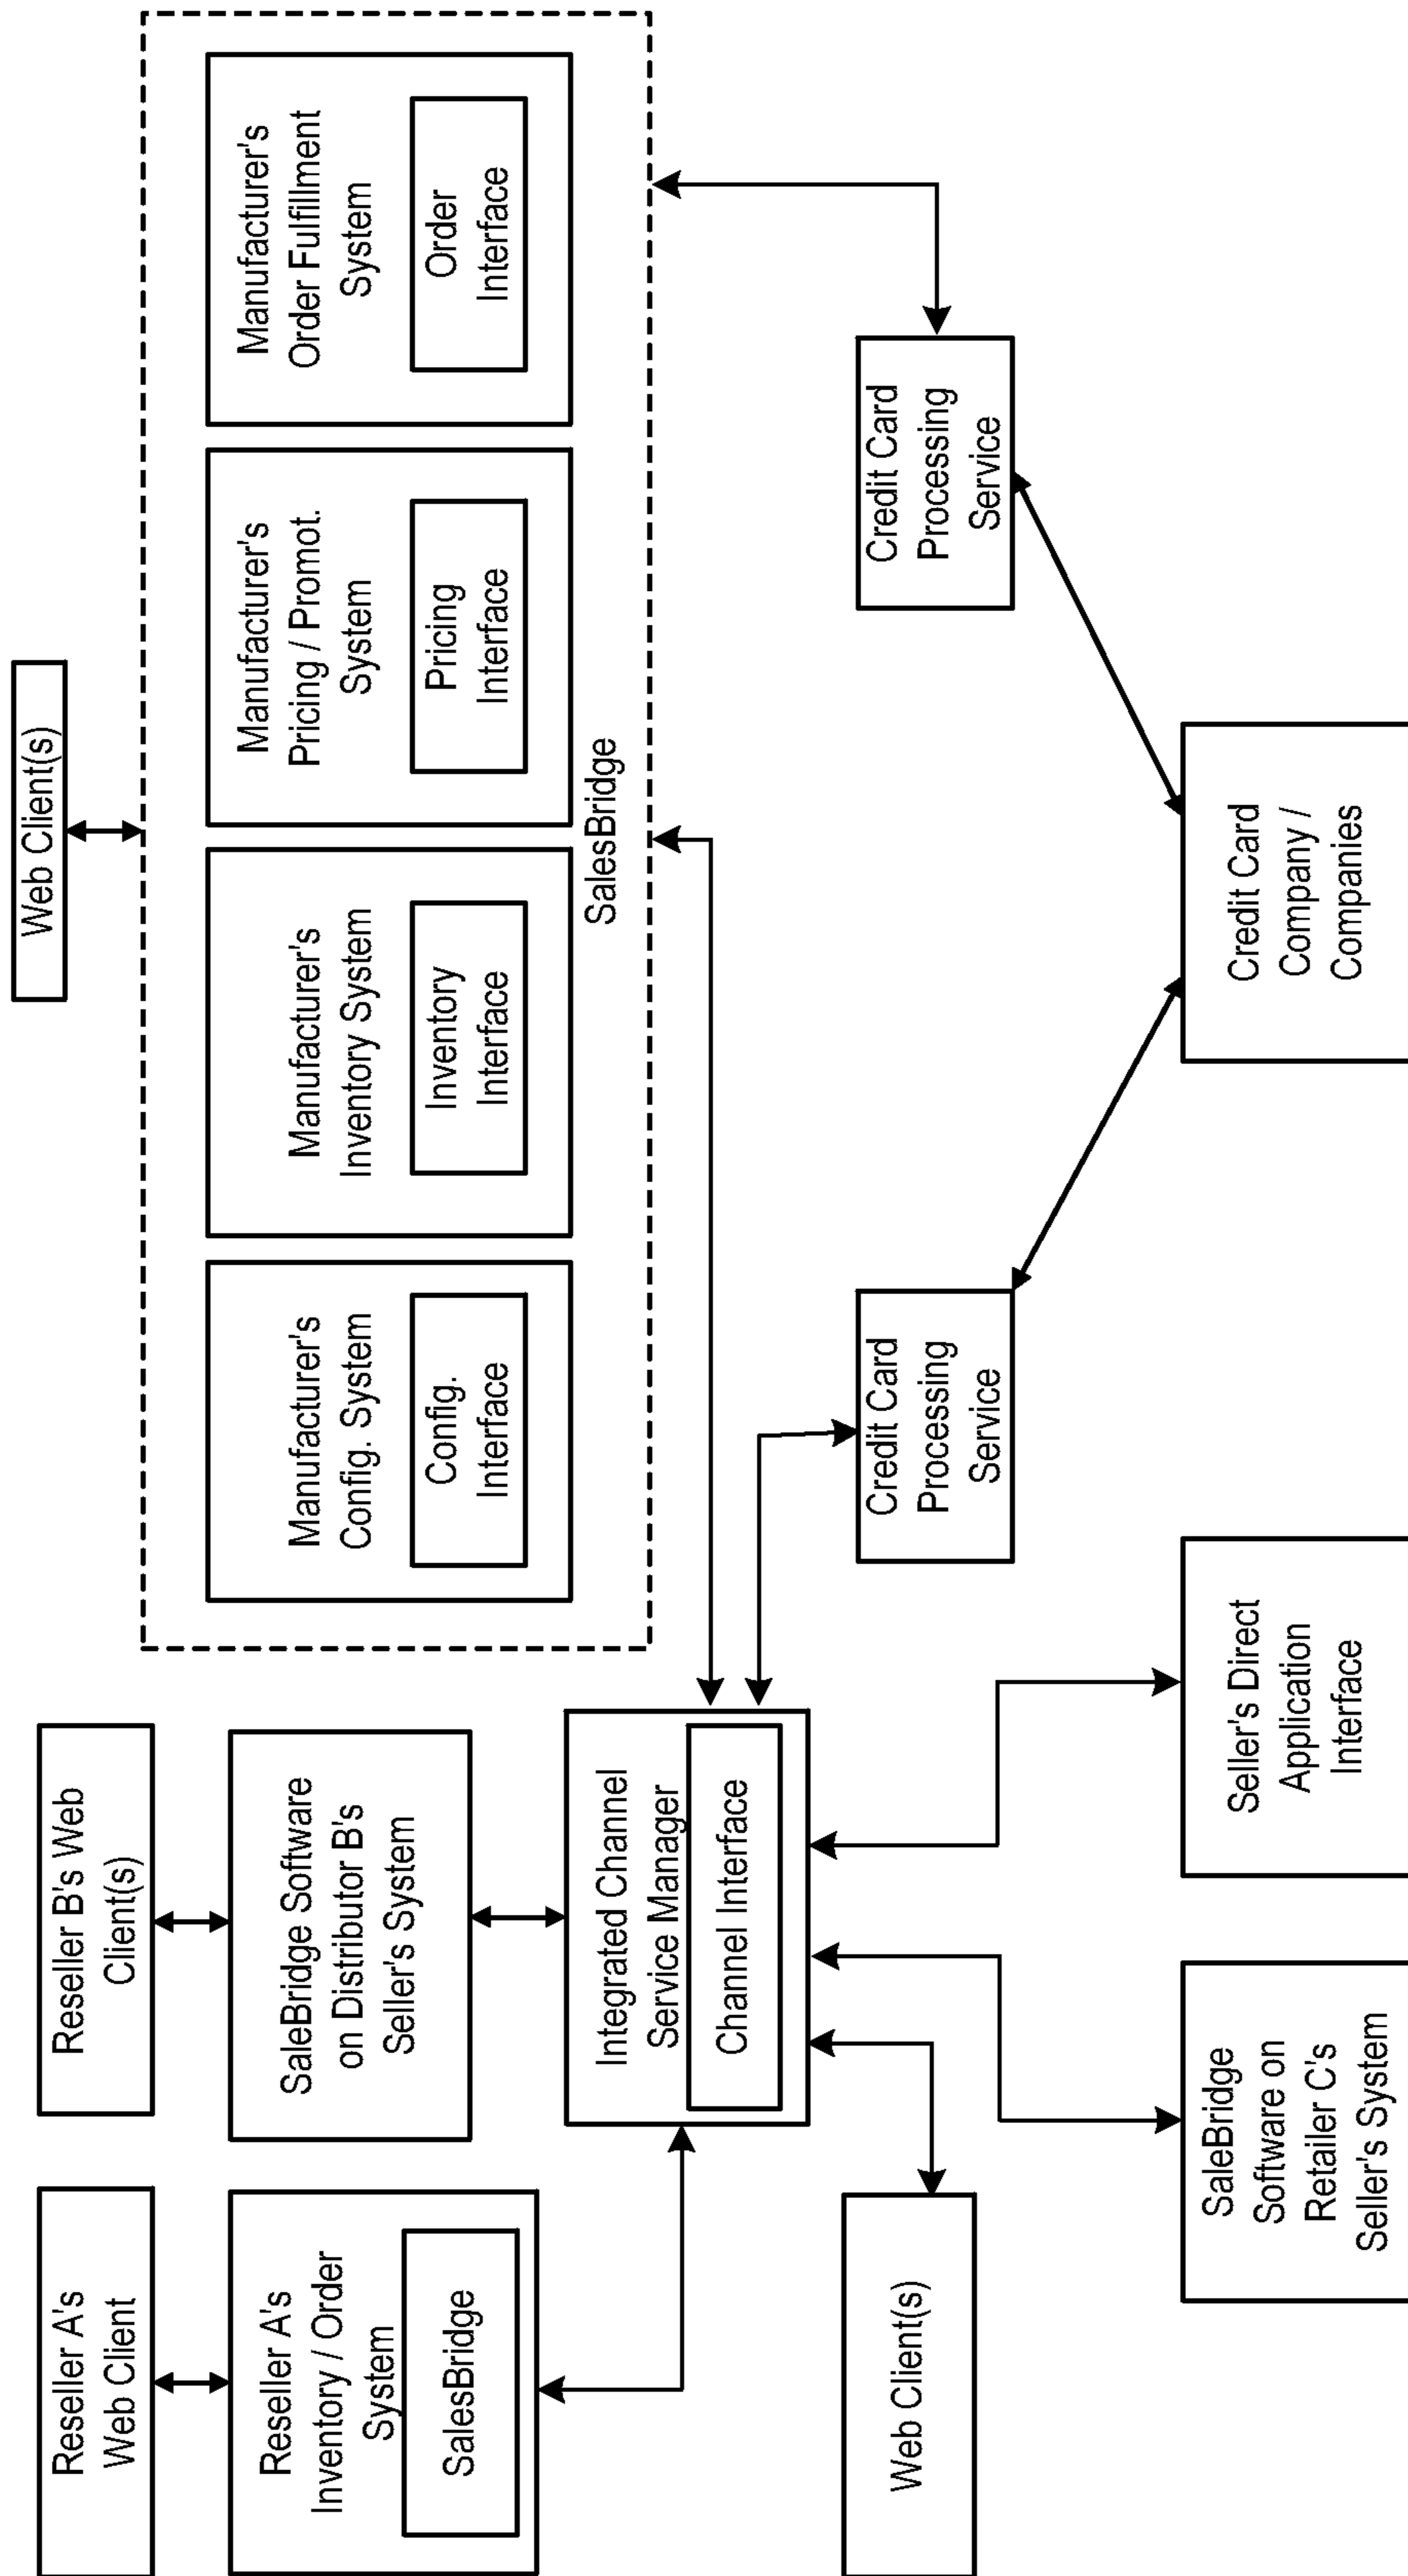 Reseller A's
Web Client
Reseller B's Web
Client(s)
Web Client(s)
Reseller A's
Inventory / Order
System
SalesBridge
SaleBridge Software
on Distributor B's
Seller's System
Manufacturer's
Config. System
Config.
Interface
Manufacturer's
Inventory System
Inventory
Interface
Manufacturer's
Pricing / Promot.
System
Pricing
Interface
Manufacturer's
Order Fulfillment
System
Order
Interface
SalesBridge
Integrated Channel
Service Manager
Channel Interface
Web Client(s)
Credit Card
Processing
Service
Credit Card
Processing
Service
SaleBridge
Software on
Retailer C's
Seller's System
Seller's Direct
Application
Interface
Credit Card
Company /
Companies